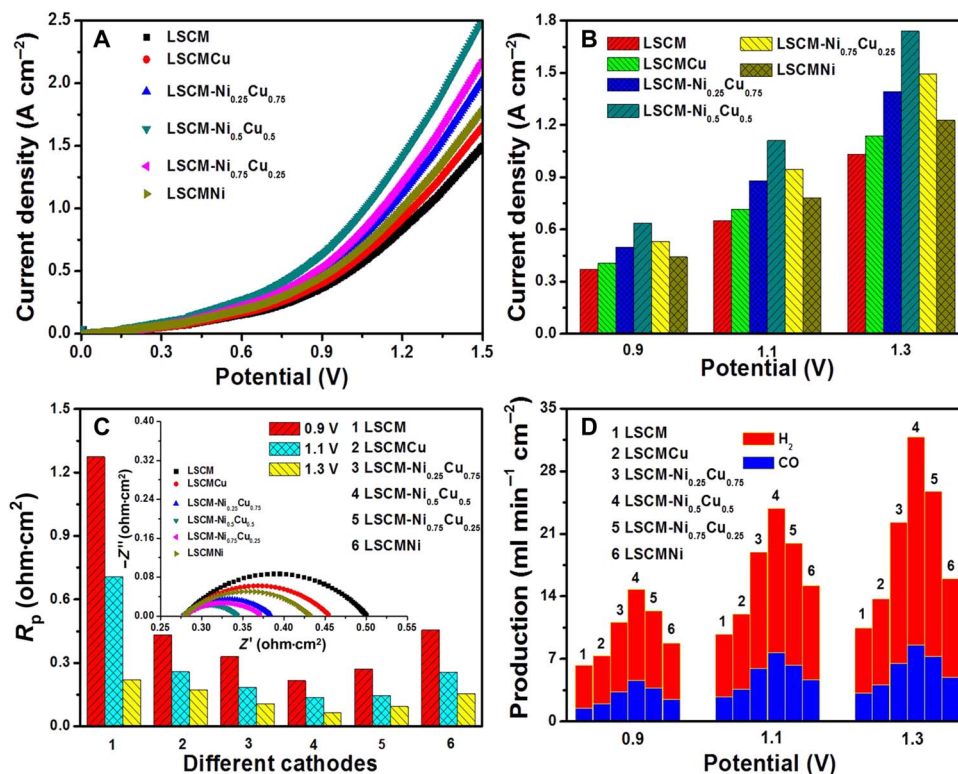 A
Current density (A cm⁻²)
2.5
2.0
1.5
1.0
0.5
0.0
LSCM
LSCMCu
LSCM-Ni₀.₂₅Cu₀.₇₅
LSCM-Ni₀.₅Cu₀.₅
LSCM-Ni₀.₇₅Cu₀.₂₅
LSCMNi
0.0 0.3 0.6 0.9 1.2 1.5
Potential (V)
B
Current density (A cm⁻²)
1.8
1.5
1.2
0.9
0.6
0.3
0.0
LSCM
LSCMCu
LSCM-Ni₀.₂₅Cu₀.₇₅
LSCM-Ni₀.₅Cu₀.₅
LSCM-Ni₀.₇₅Cu₀.₂₅
LSCMNi
0.9 1.1 1.3
Potential (V)
C
Rₚ (ohm·cm²)
1.5
1.2
0.9
0.6
0.3
0.0
0.9 V
1.1 V
1.3 V
1 LSCM
2 LSCMCu
3 LSCM-Ni₀.₂₅Cu₀.₇₅
4 LSCM-Ni₀.₅Cu₀.₅
5 LSCM-Ni₀.₇₅Cu₀.₂₅
6 LSCMNi
-Z'' (ohm·cm²)
0.40
0.32
0.24
0.16
0.08
0.00
LSCM
LSCMCu
LSCM-Ni₀.₂₅Cu₀.₇₅
LSCM-Ni₀.₅Cu₀.₅
LSCM-Ni₀.₇₅Cu₀.₂₅
LSCMNi
0.25 0.30 0.35 0.40 0.45 0.50 0.55
Z' (ohm·cm²)
1 2 3 4 5 6
Different cathodes
D
Production (ml min⁻¹ cm⁻²)
35
28
21
14
7
0
1 LSCM
2 LSCMCu
3 LSCM-Ni₀.₂₅Cu₀.₇₅
4 LSCM-Ni₀.₅Cu₀.₅
5 LSCM-Ni₀.₇₅Cu₀.₂₅
6 LSCMNi
H₂
CO
1 2 3 4 5 6
1 2 3 4 5 6
1 2 3 4 5 6
0.9 1.1 1.3
Potential (V)